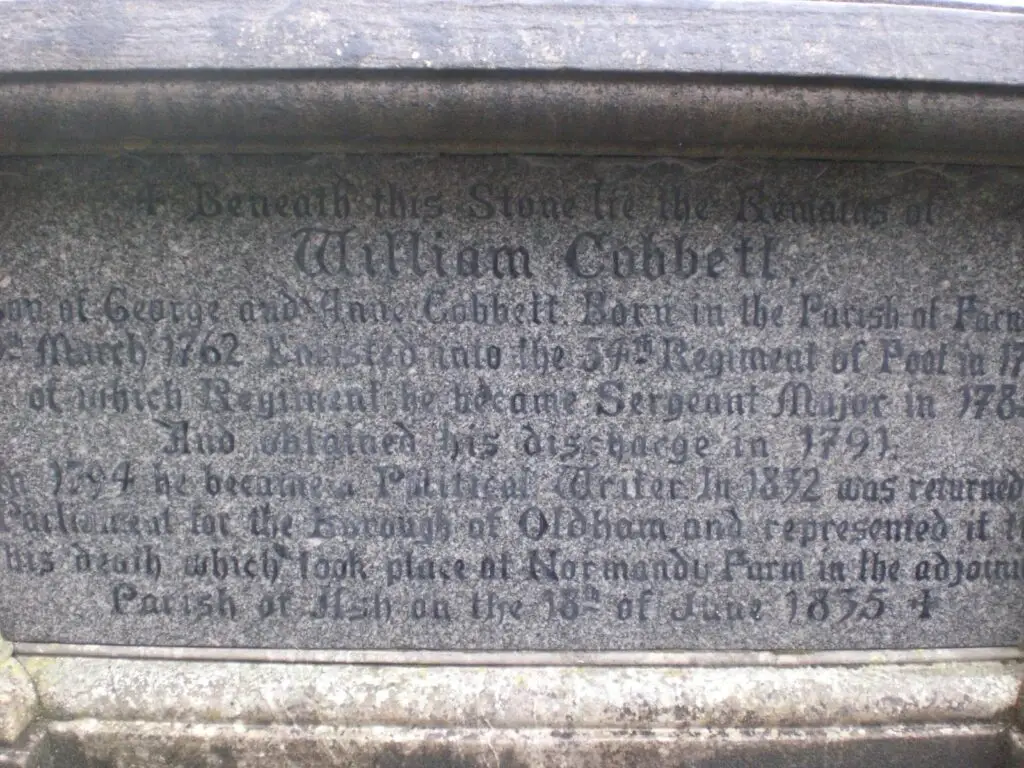 ✝ Beneath this Stone lie the Remains of
William Cobbett,
on of George and Anne Cobbett. Born in the Parish of Farn
March 1762 Enlisted into the 54th Regiment of Foot in 17
of which Regiment he became Sergeant Major in 178
And obtained his discharge in 1791.
n 1794 he became a Political Writer In 1832 was returned
Parliament for the Borough of Oldham and represented it t
his death which took place at Normandy Farm in the adjoini
Parish of Ash on the 18th of June 1835 ✝